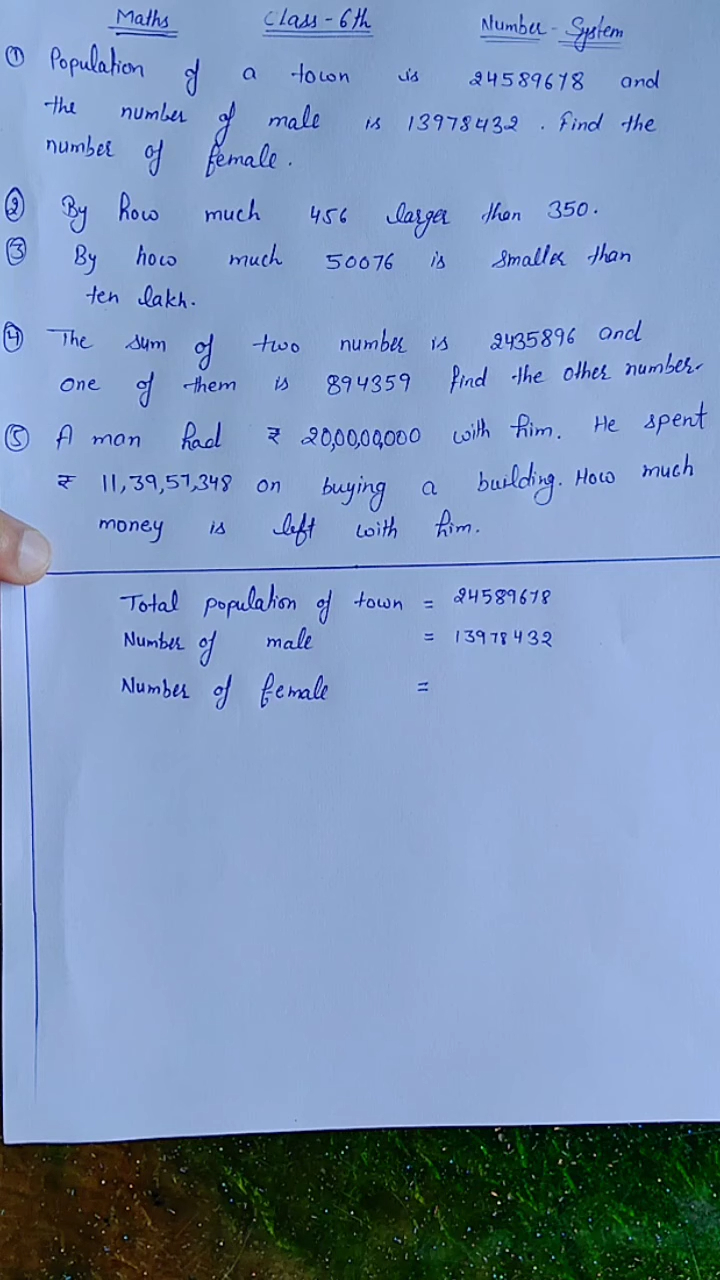 Maths Class - 6th Number - System
① Population of a town is 24589678 and
the number of male is 13978432 . find the
number of female.
② By how much 456 larger then 350.
③ By how much 50076 is smaller than
ten lakh.
④ The sum of two number is 2435896 and
one of them is 894359 find the other number.
⑤ A man had ₹ 20,00,00,000 with him. He spent
₹ 11,39,57,348 on buying a building. How much
money is left with him.
Total population of town = 24589678
Number of male = 13978432
Number of female =